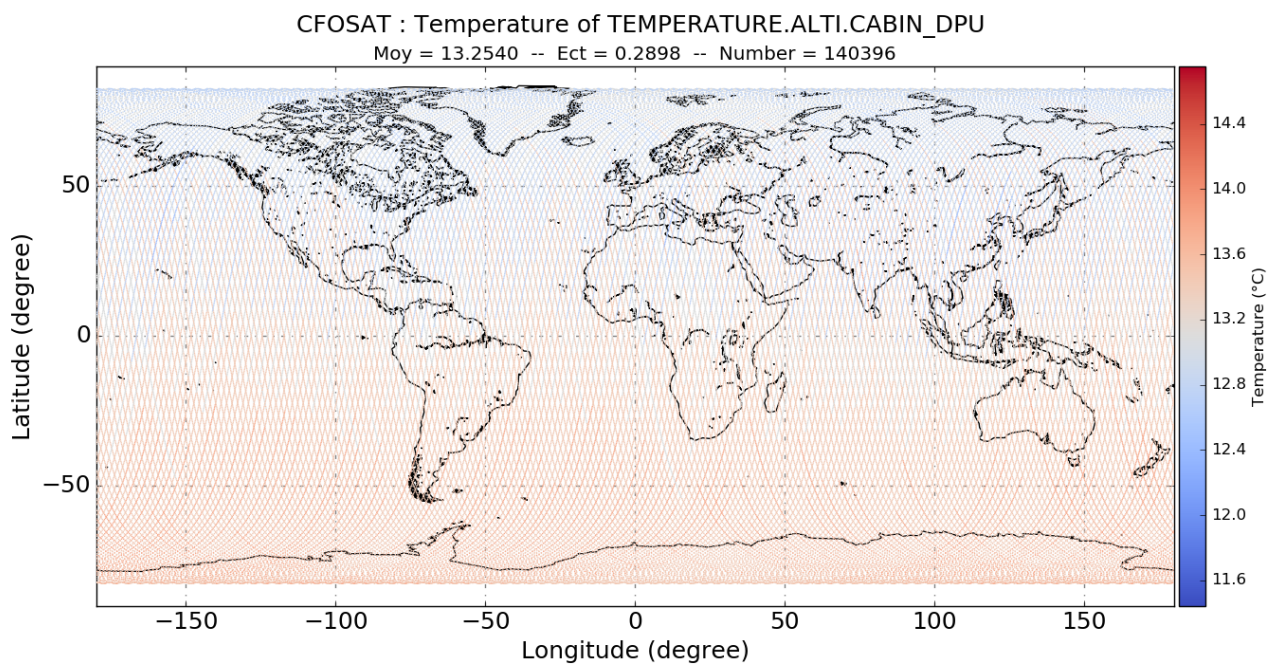 CFOSAT : Temperature of TEMPERATURE.ALTI.CABIN_DPU
Moy = 13.2540 -- Ect = 0.2898 -- Number = 140396
50
0
−50
−150 −100 −50 0 50 100 150
Longitude (degree)
Latitude (degree)
14.4
14.0
13.6
13.2
12.8
12.4
12.0
11.6
Temperature (°C)